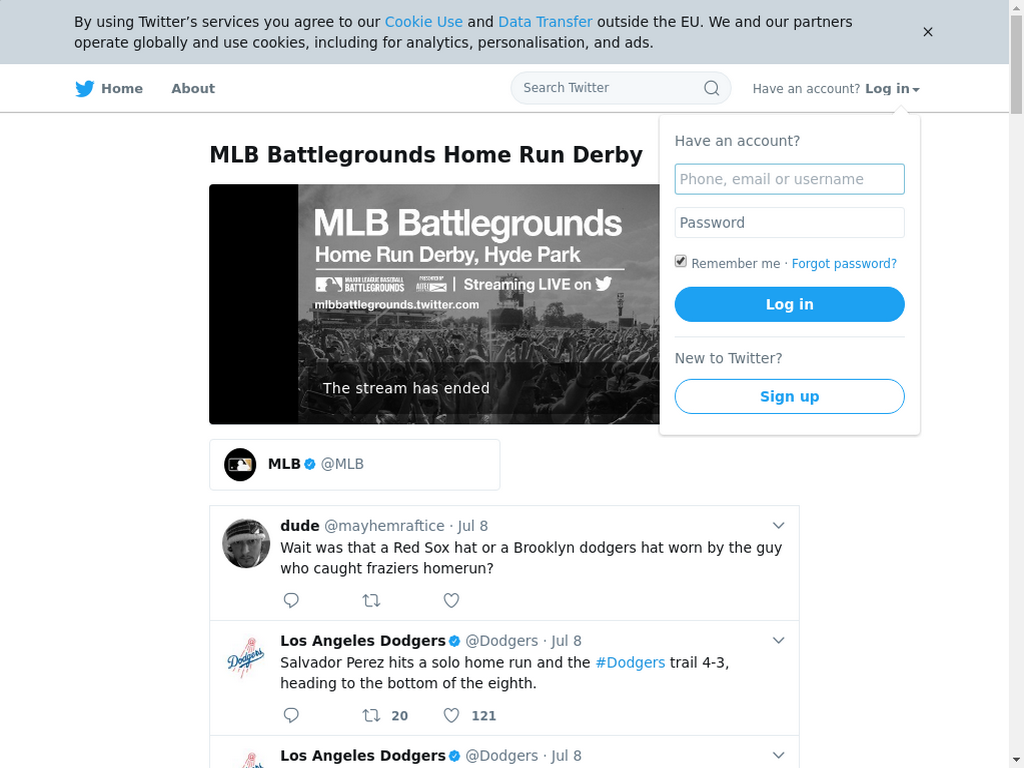 By using Twitter’s services you agree to our Cookie Use and Data Transfer outside the EU. We and our partners
operate globally and use cookies, including for analytics, personalisation, and ads.
Home
About
Search Twitter
Have an account? Log in
MLB Battlegrounds Home Run Derby
Have an account?
Phone, email or username
Password
Remember me · Forgot password?
Log in
New to Twitter?
Sign up
MLB Battlegrounds
Home Run Derby, Hyde Park
MAJOR LEAGUE BASEBALL
BATTLEGROUNDS
PRESENTED BY
Streaming LIVE on
mlbbattlegrounds.twitter.com
The stream has ended
MLB @MLB
dude @mayhemraftice · Jul 8
Wait was that a Red Sox hat or a Brooklyn dodgers hat worn by the guy
who caught fraziers homerun?
Dodgers
Los Angeles Dodgers @Dodgers · Jul 8
Salvador Perez hits a solo home run and the #Dodgers trail 4-3,
heading to the bottom of the eighth.
20 121
Los Angeles Dodgers @Dodgers · Jul 8